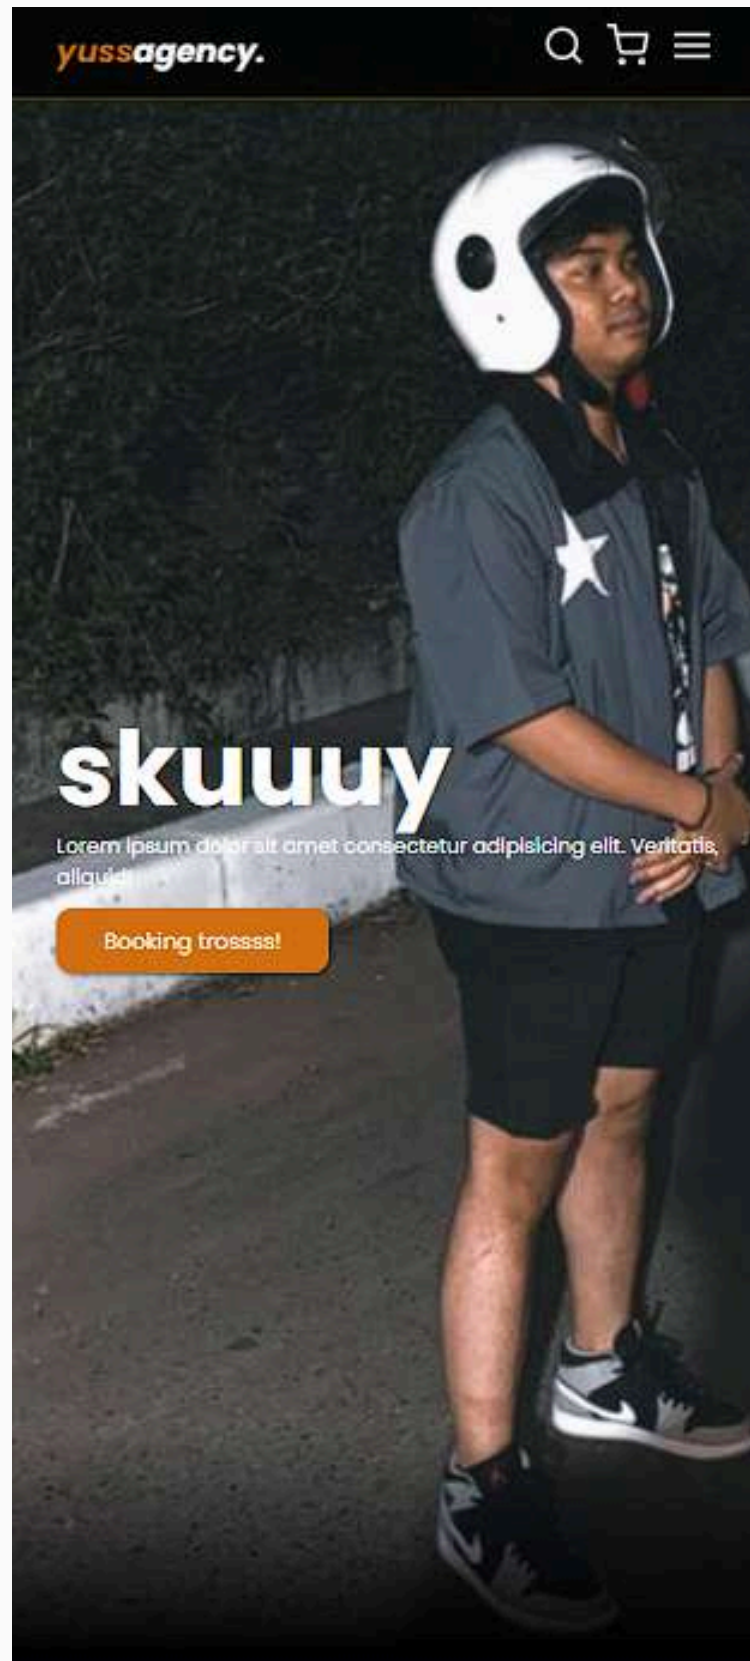 yussagency.
skuuuy
Lorem ipsum dolor sit amet consectetur adipisicing elit. Veritatis,
aliquid!
Booking trossss!